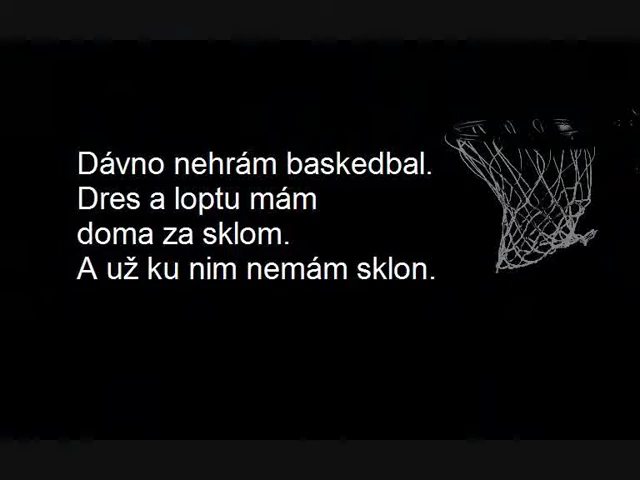 Dávno nehrám baskedbal.
Dres a loptu mám
doma za sklom.
A už ku nim nemám sklon.